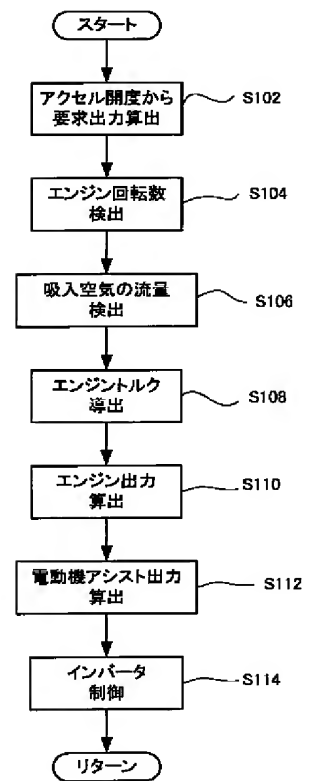 スタート
アクセル開度から
要求出力算出
S102
エンジン回転数
検出
S104
吸入空気の流量
検出
S106
エンジントルク
導出
S108
エンジン出力
算出
S110
電動機アシスト出力
算出
S112
インバータ
制御
S114
リターン